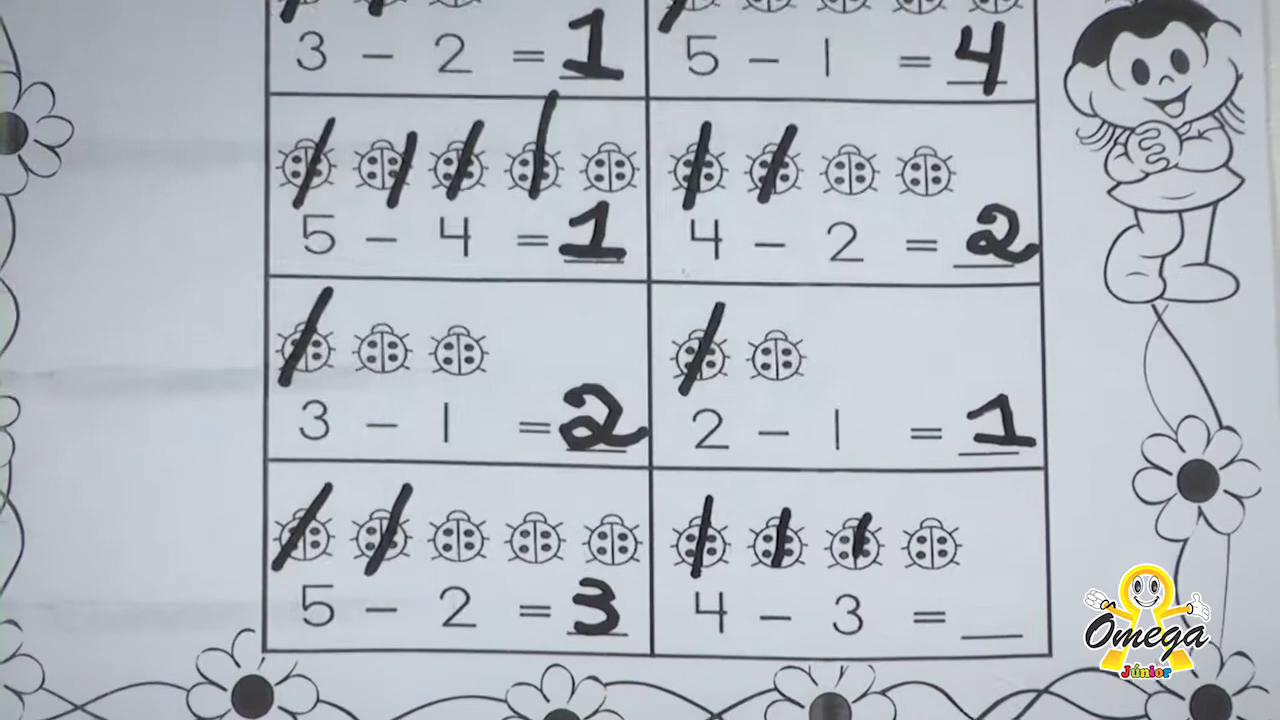 3 - 2 = 1
5 - 1 = 4
5 - 4 = 1
4 - 2 = 2
3 - 1 = 2
2 - 1 = 1
5 - 2 = 3
4 - 3 = __
Ômega
Júnior